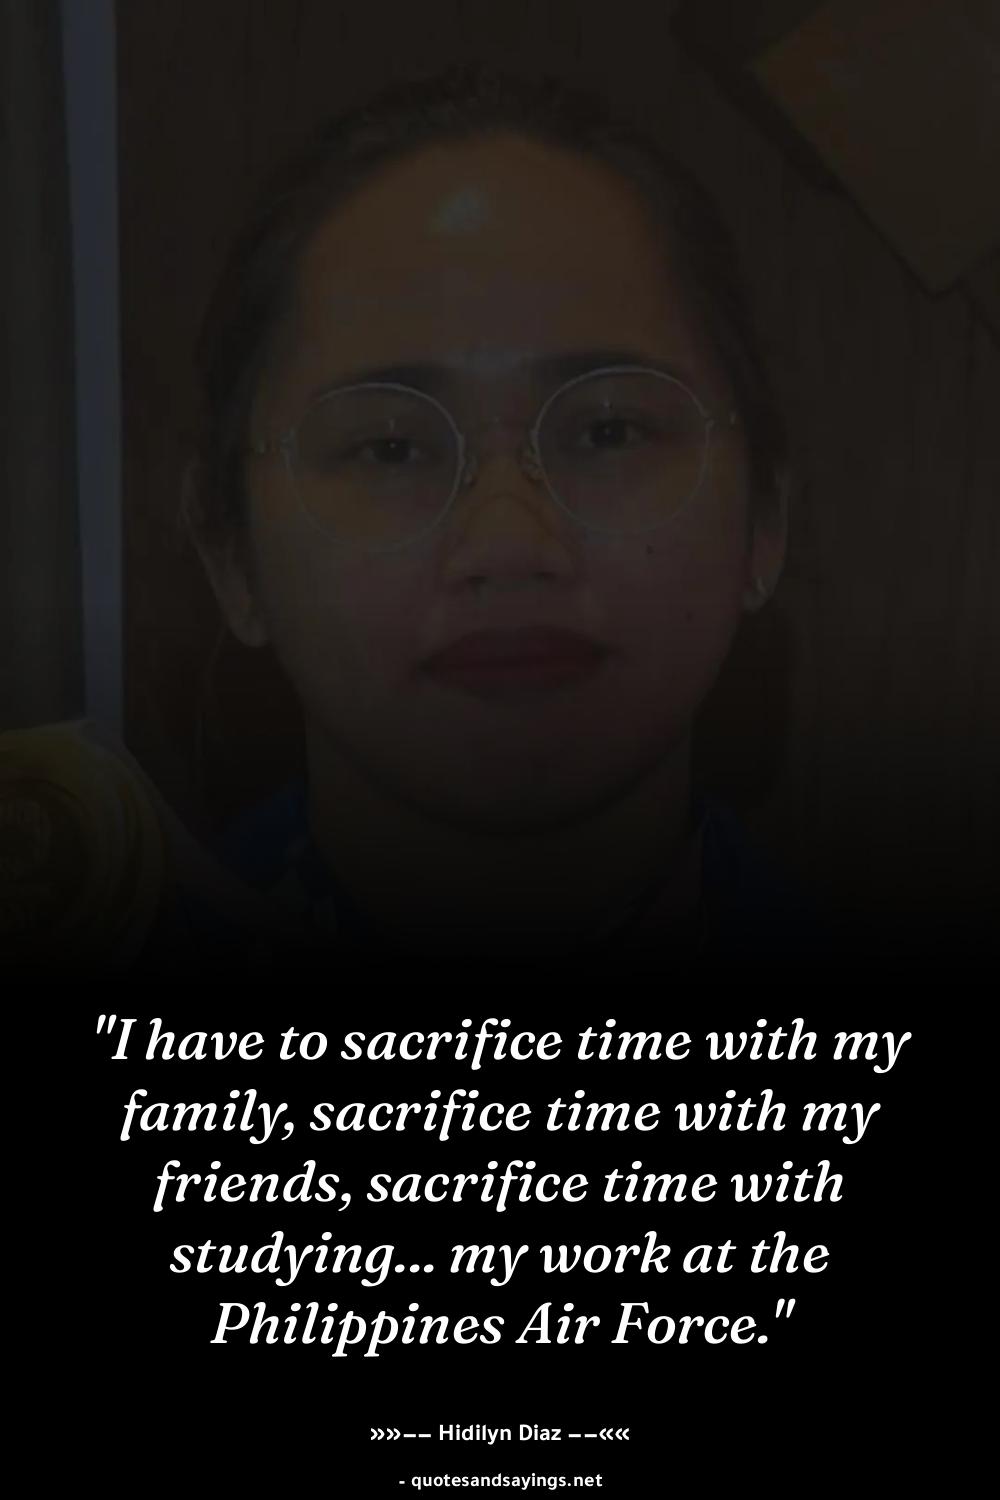 "I have to sacrifice time with my
family, sacrifice time with my
friends, sacrifice time with
studying... my work at the
Philippines Air Force."
»»−− Hidilyn Diaz −−««
- quotesandsayings.net